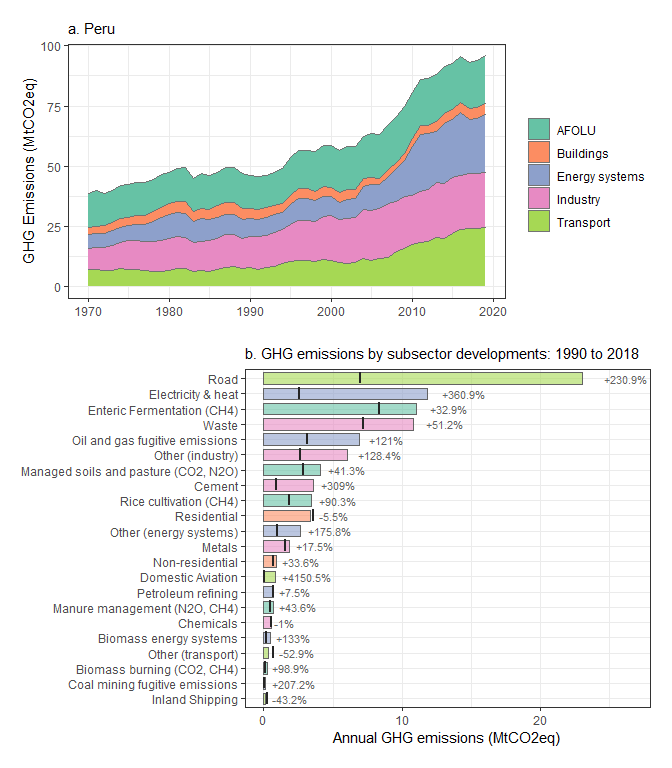 a. Peru
GHG Emissions (MtCO2eq)
100
75
50
25
0
1970
1980
1990
2000
2010
2020
AFOLU
Buildings
Energy systems
Industry
Transport
b. GHG emissions by subsector developments: 1990 to 2018
Road +230.9%
Electricity & heat +360.9%
Enteric Fermentation (CH4) +32.9%
Waste +51.2%
Oil and gas fugitive emissions +121%
Other (industry) +128.4%
Managed soils and pasture (CO2, N2O) +41.3%
Cement +309%
Rice cultivation (CH4) +90.3%
Residential -5.5%
Other (energy systems) +175.8%
Metals +17.5%
Non-residential +33.6%
Domestic Aviation +4150.5%
Petroleum refining +7.5%
Manure management (N2O, CH4) +43.6%
Chemicals -1%
Biomass energy systems +133%
Other (transport) -52.9%
Biomass burning (CO2, CH4) +98.9%
Coal mining fugitive emissions +207.2%
Inland Shipping -43.2%
0
10
20
Annual GHG emissions (MtCO2eq)